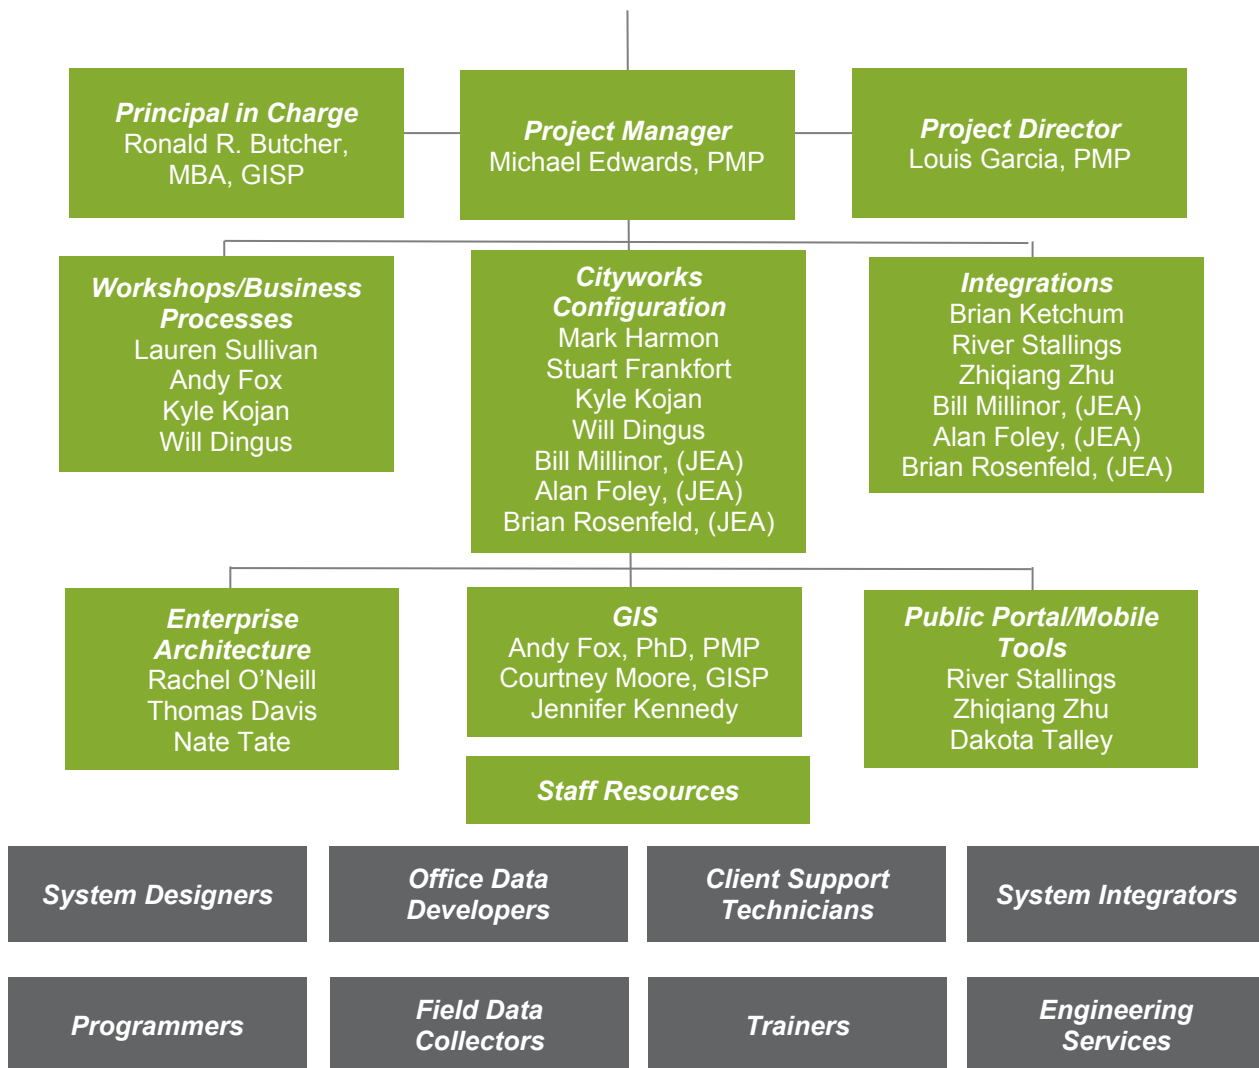 Principal in Charge
Ronald R. Butcher,
MBA, GISP
Project Manager
Michael Edwards, PMP
Project Director
Louis Garcia, PMP
Workshops/Business
Processes
Lauren Sullivan
Andy Fox
Kyle Kojan
Will Dingus
Cityworks
Configuration
Mark Harmon
Stuart Frankfort
Kyle Kojan
Will Dingus
Bill Millinor, (JEA)
Alan Foley, (JEA)
Brian Rosenfeld, (JEA)
Integrations
Brian Ketchum
River Stallings
Zhiqiang Zhu
Bill Millinor, (JEA)
Alan Foley, (JEA)
Brian Rosenfeld, (JEA)
Enterprise
Architecture
Rachel O’Neill
Thomas Davis
Nate Tate
GIS
Andy Fox, PhD, PMP
Courtney Moore, GISP
Jennifer Kennedy
Public Portal/Mobile
Tools
River Stallings
Zhiqiang Zhu
Dakota Talley
Staff Resources
System Designers
Office Data
Developers
Client Support
Technicians
System Integrators
Programmers
Field Data
Collectors
Trainers
Engineering
Services